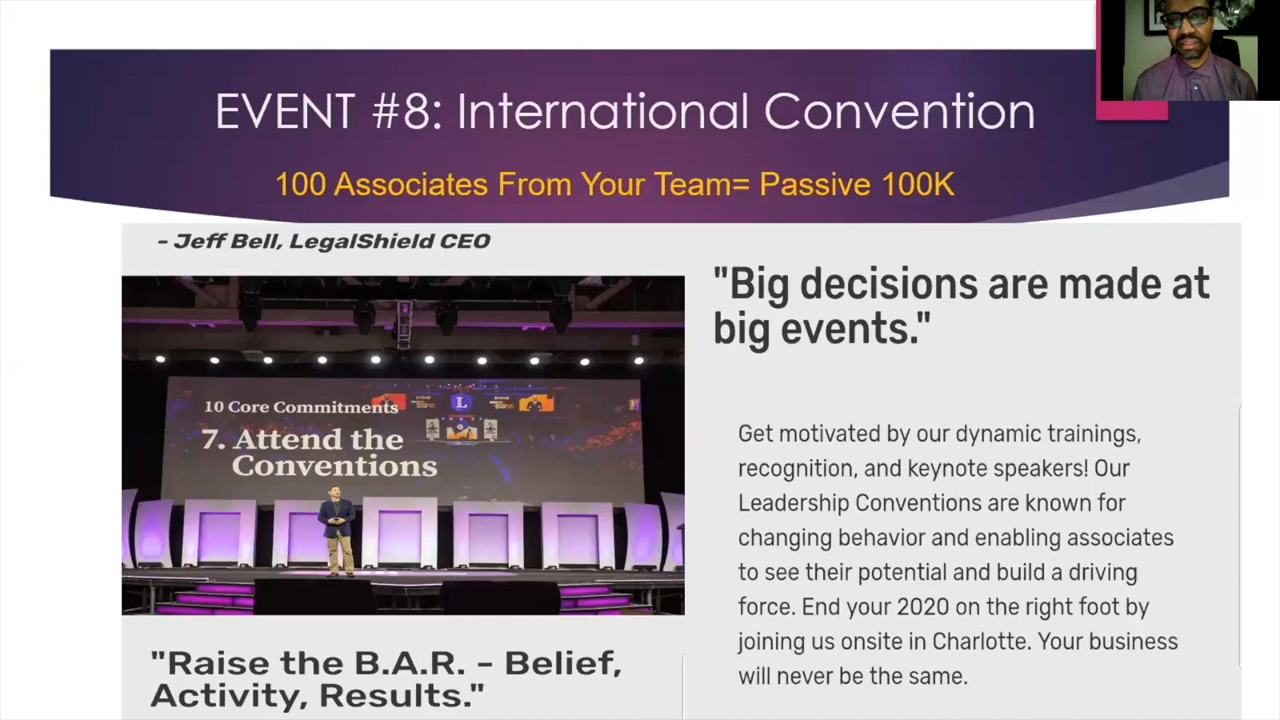 EVENT #8: International Convention
100 Associates From Your Team= Passive 100K
- Jeff Bell, LegalShield CEO
10 Core Commitments
7. Attend the
Conventions
L
"Raise the B.A.R. - Belief,
Activity, Results."
"Big decisions are made at
big events."
Get motivated by our dynamic trainings,
recognition, and keynote speakers! Our
Leadership Conventions are known for
changing behavior and enabling associates
to see their potential and build a driving
force. End your 2020 on the right foot by
joining us onsite in Charlotte. Your business
will never be the same.